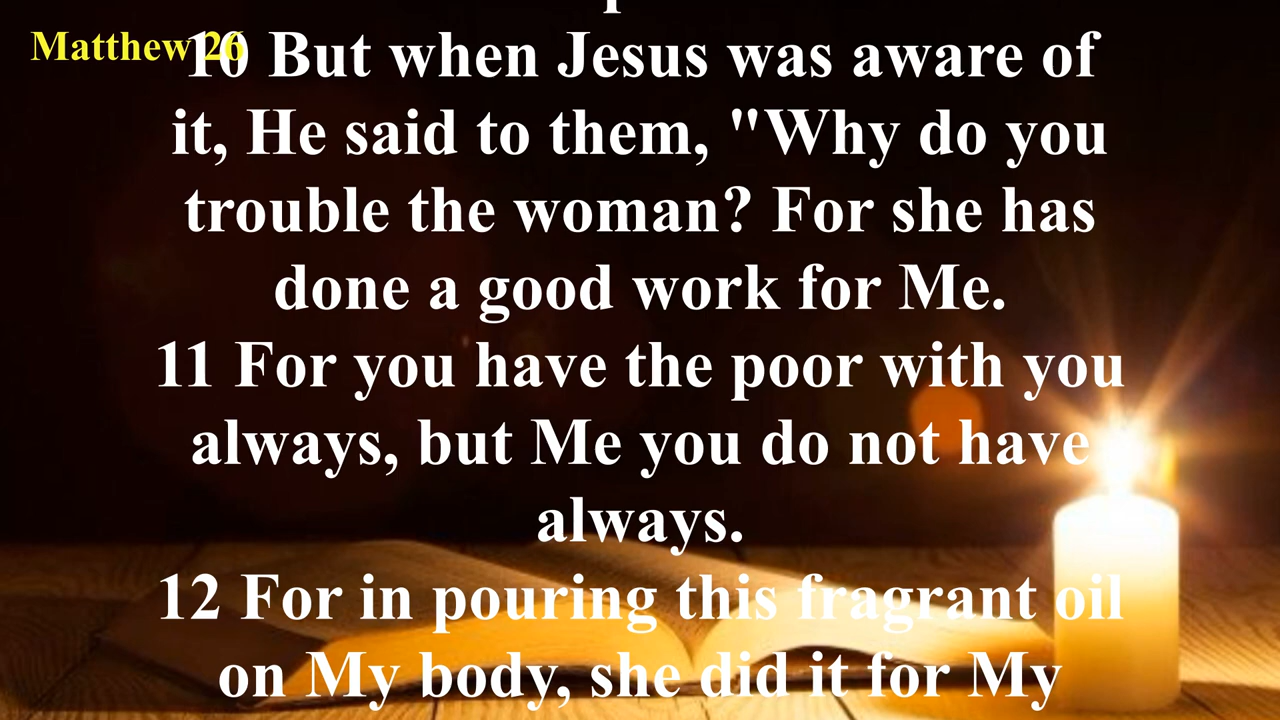 Matthew 26
10 But when Jesus was aware of
it, He said to them, "Why do you
trouble the woman? For she has
done a good work for Me.
11 For you have the poor with you
always, but Me you do not have
always.
12 For in pouring this fragrant oil
on My body, she did it for My